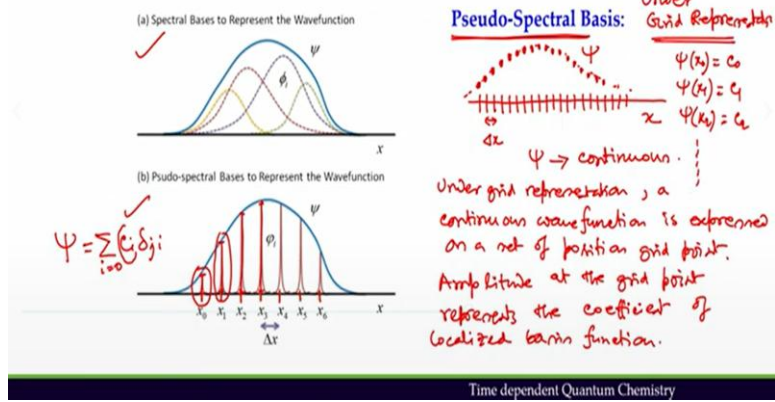 (a) Spectral Bases to Represent the Wavefunction
ψ
ϕi
x
(b) Psudo-spectral Bases to Represent the Wavefunction
ψ
φi
ψ = Σ i=0 Ci δji
x0 x1 x2 x3 x4 x5 x6 x
Δx
Under
Pseudo-Spectral Basis: Grid Representation
ψ
ψ(x0) = C0
ψ(x1) = C1
x ψ(x2) = C2
Δx
ψ → continuous.
Under grid representation, a
continuous wavefunction is expressed
on a set of position grid point.
Amplitude at the grid point
represents the coefficient of
localized basis function.
Time dependent Quantum Chemistry